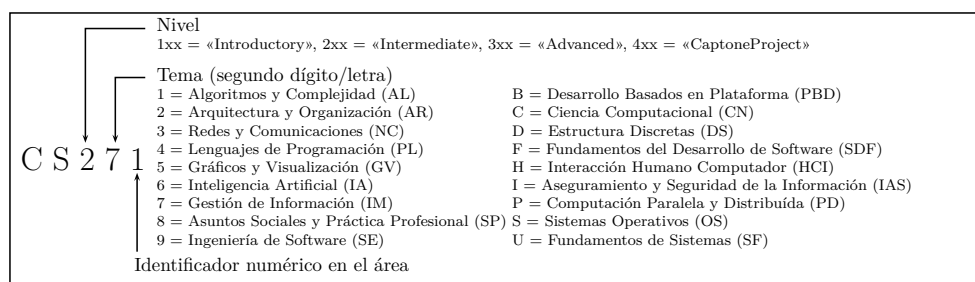 Nivel
1xx = «Introductory», 2xx = «Intermediate», 3xx = «Advanced», 4xx = «CaptoneProject»
Tema (segundo dígito/letra)
1 = Algoritmos y Complejidad (AL) B = Desarrollo Basados en Plataforma (PBD)
2 = Arquitectura y Organización (AR) C = Ciencia Computacional (CN)
3 = Redes y Comunicaciones (NC) D = Estructura Discretas (DS)
4 = Lenguajes de Programación (PL) F = Fundamentos del Desarrollo de Software (SDF)
C S 2 7 1
5 = Gráficos y Visualización (GV) H = Interacción Humano Computador (HCI)
6 = Inteligencia Artificial (IA) I = Aseguramiento y Seguridad de la Información (IAS)
7 = Gestión de Información (IM) P = Computación Paralela y Distribuída (PD)
8 = Asuntos Sociales y Práctica Profesional (SP) S = Sistemas Operativos (OS)
9 = Ingeniería de Software (SE) U = Fundamentos de Sistemas (SF)
Identificador numérico en el área